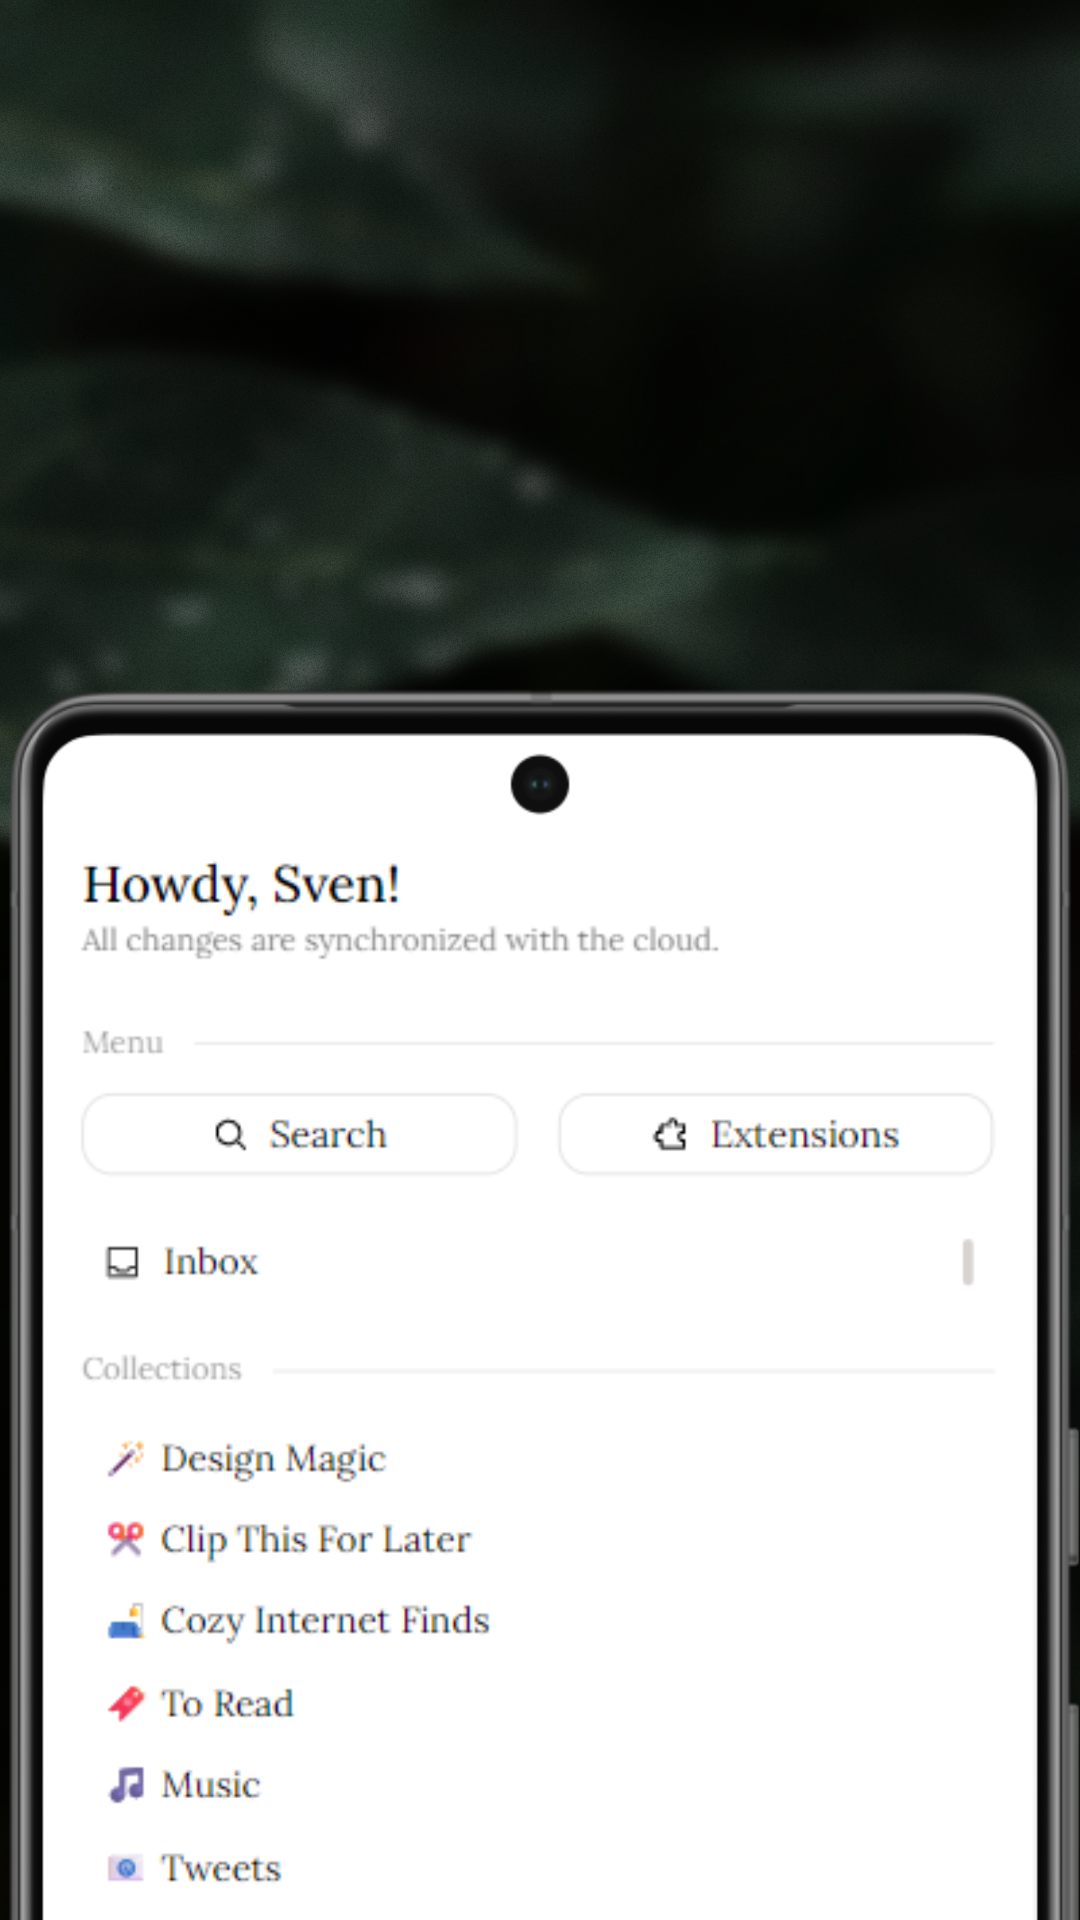 Howdy, Sven!
All changes are synchronized with the cloud.
Menu
Search
Extensions
Inbox
Collections
Design Magic
Clip This For Later
Cozy Internet Finds
To Read
Music
Tweets